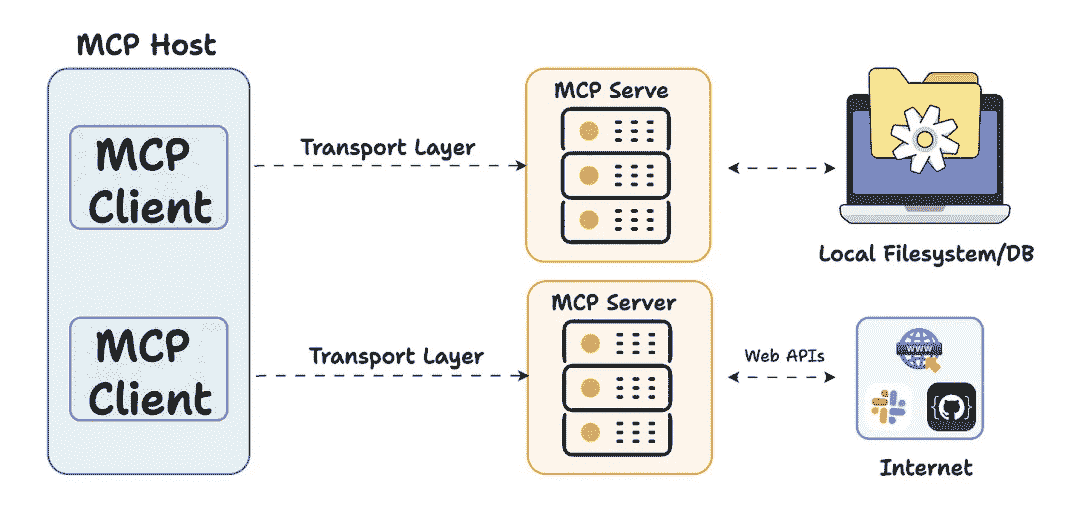 MCP Host
MCP
Client
Transport Layer
MCP Serve
Local Filesystem/DB
MCP
Client
Transport Layer
MCP Server
Web APIs
WWW
Internet